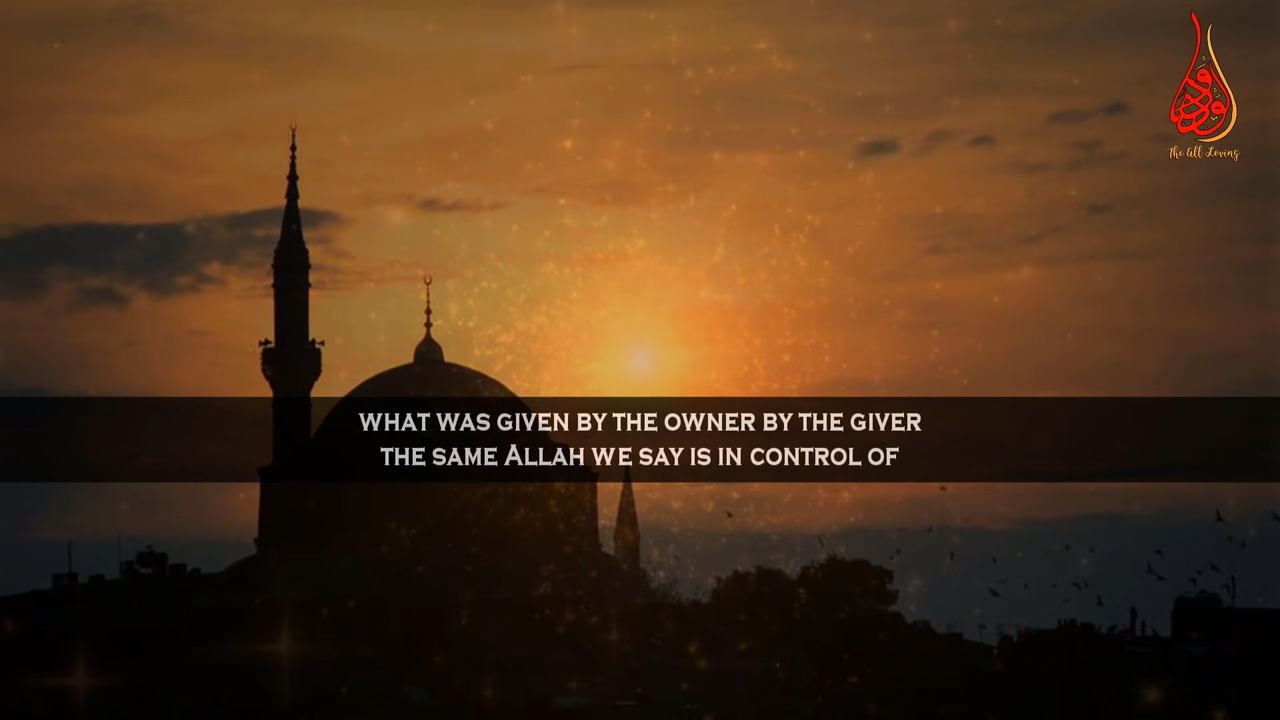 The All Loving
WHAT WAS GIVEN BY THE OWNER BY THE GIVER
THE SAME ALLAH WE SAY IS IN CONTROL OF